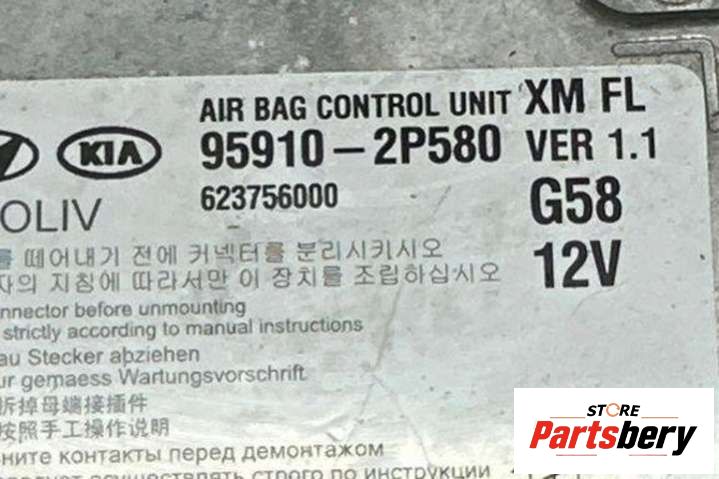 AIR BAG CONTROL UNIT XM FL
KIA 95910-2P580 VER 1.1
OLIV 623756000 G58
를 떼어내기 전에 커넥터를 분리시키시오 12V
자의 지침에 따라서만 이 장치를 조립하십시오
nnector before unmounting
strictly according to manual instructions
au Stecker abziehen
ur gemaess Wartungsvorschrift
拆掉母端接插件
按照手工操作说明
ните контакты перед демонтажом
осуществлять строго по инструкции
STORE
Partsbery